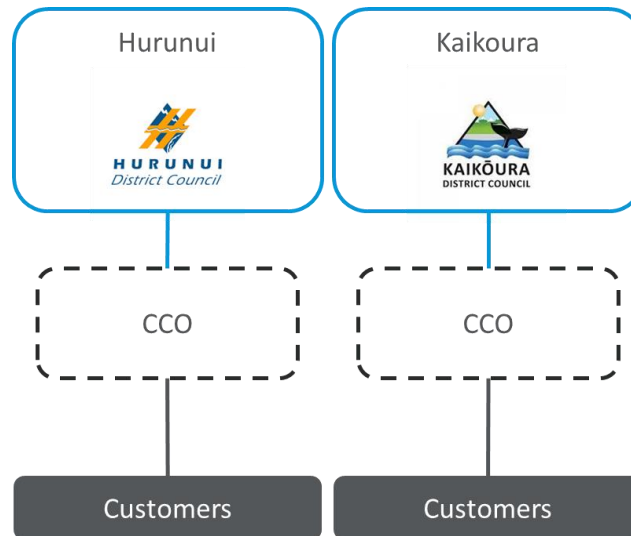 Hurunui
HURUNUI
District Council
CCO
Customers
Kaikoura
KAIKŌURA
DISTRICT COUNCIL
CCO
Customers